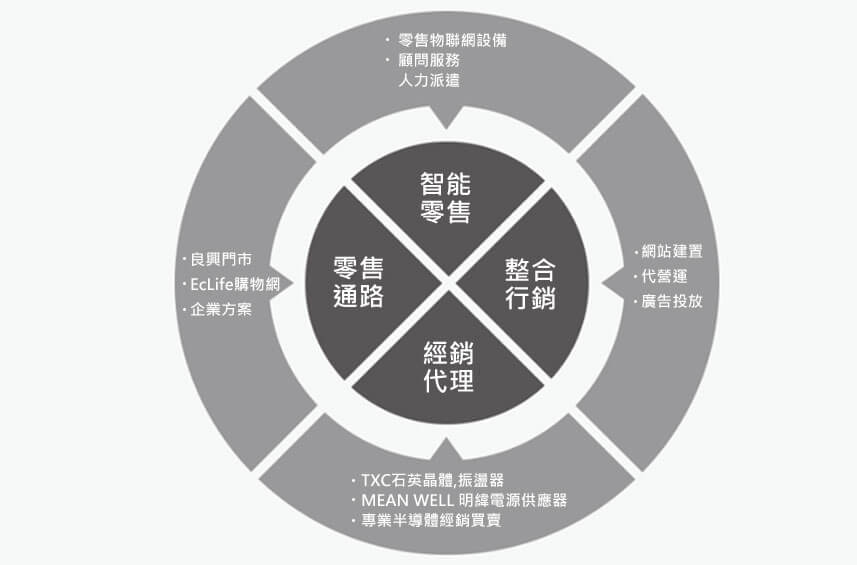 · 零售物聯網設備
· 顧問服務
人力派遣
智能
零售
· 良興門市
· EcLife購物網
· 企業方案
零售
通路
整合
行銷
· 網站建置
· 代營運
· 廣告投放
經銷
代理
· TXC石英晶體,振盪器
· MEAN WELL 明緯電源供應器
· 專業半導體經銷買賣